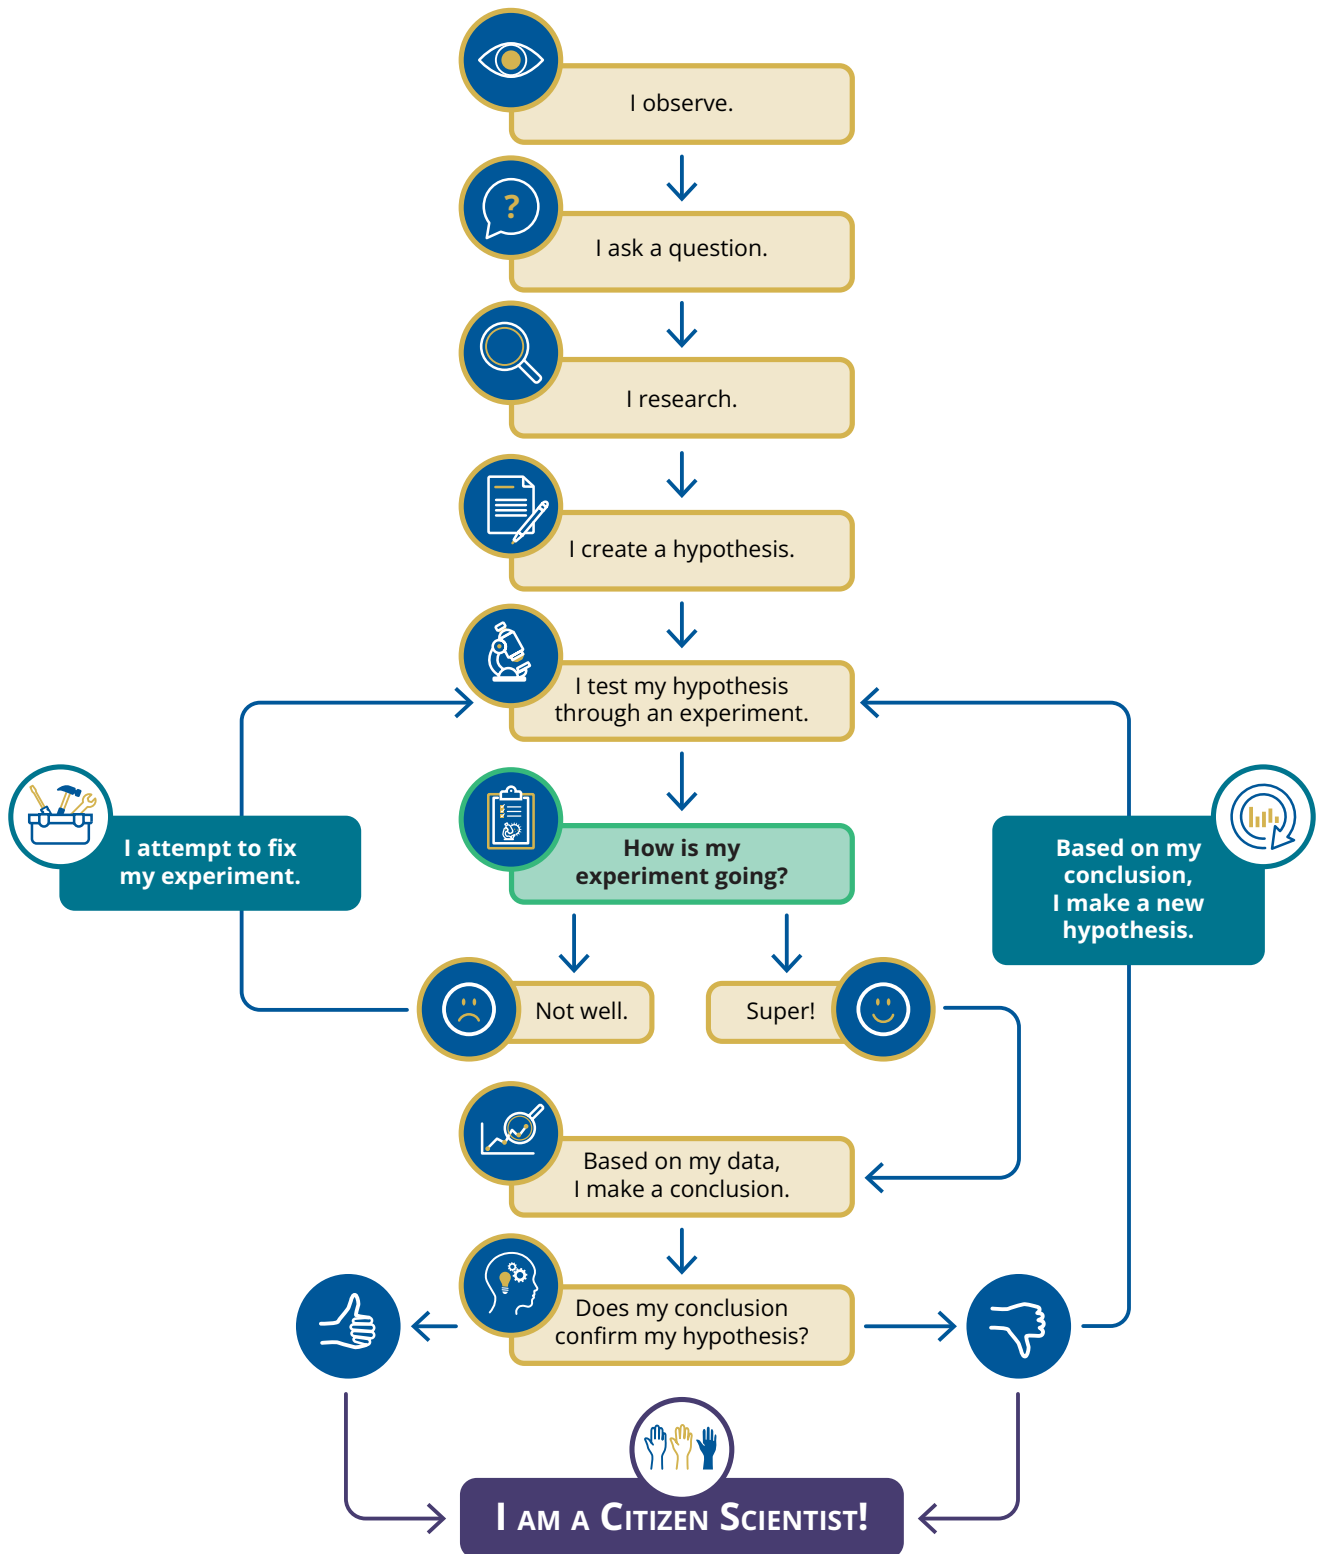 I observe.
?
I ask a question.
I research.
I create a hypothesis.
I test my hypothesis
through an experiment.
I attempt to fix
my experiment.
How is my
experiment going?
Based on my
conclusion,
I make a new
hypothesis.
Not well.
Super!
Based on my data,
I make a conclusion.
Does my conclusion
confirm my hypothesis?
I am a Citizen Scientist!